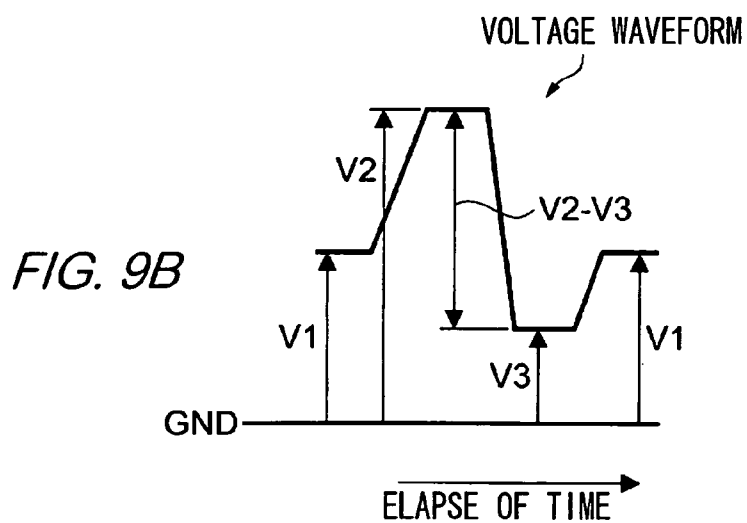 VOLTAGE WAVEFORM
V2
V2-V3
FIG. 9B
V1
V3
V1
GND
ELAPSE OF TIME